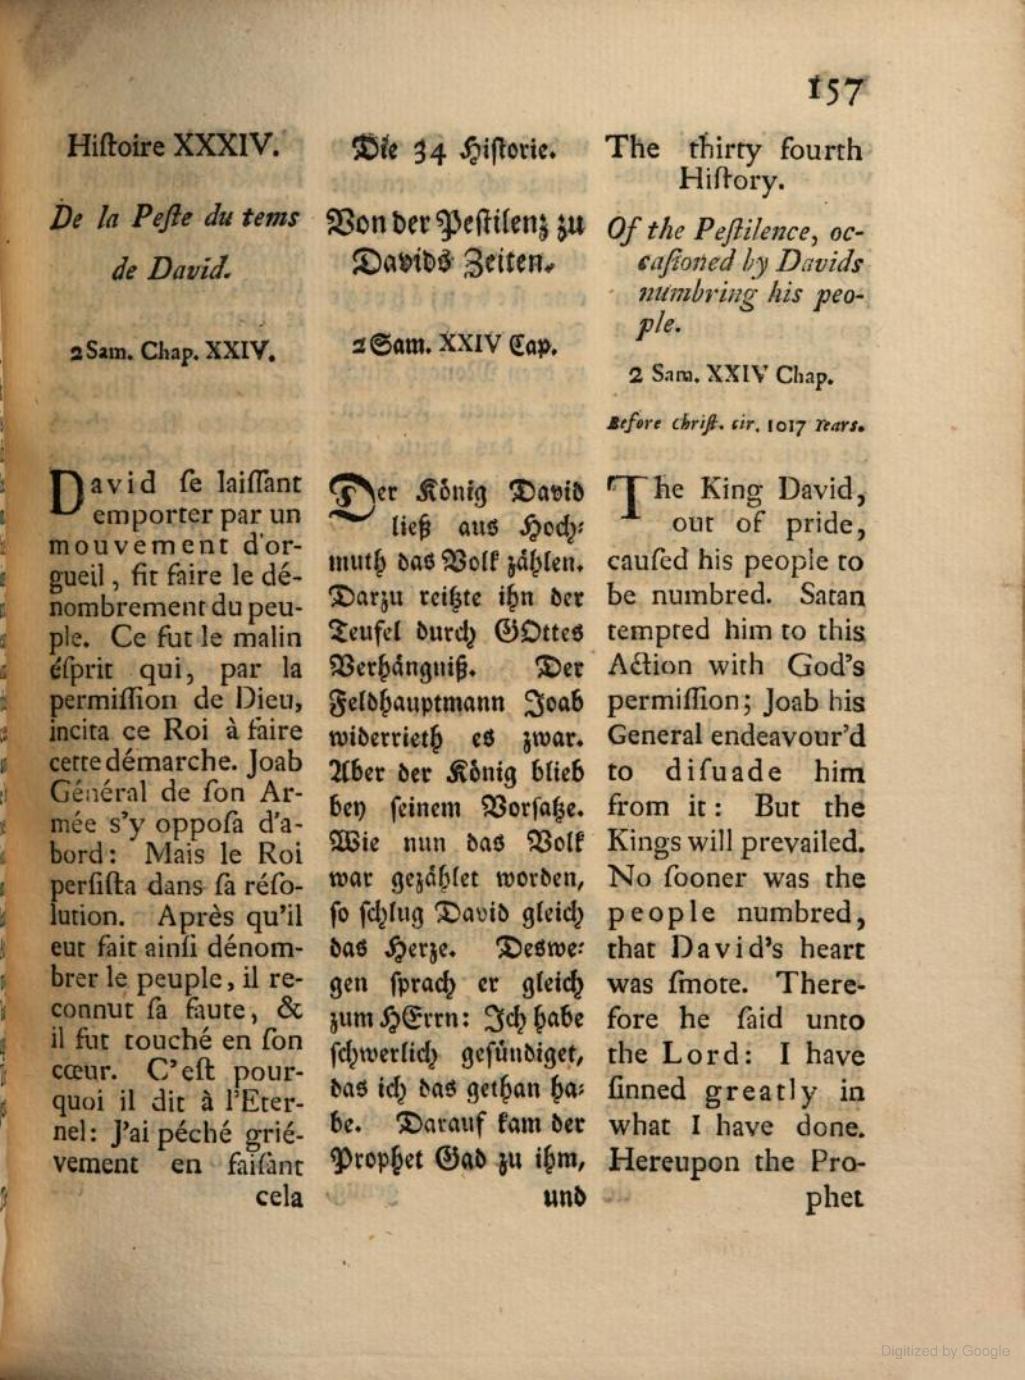 157
Hiſtoire XXXIV.
De la Peſte du tems
de David.
2 Sam. Chap. XXIV.
David ſe laiſſant
emporter par un
mouvement d'or-
gueil, fit faire le dé-
nombrement du peu-
ple. Ce fut le malin
éſprit qui, par la
permiſſion de Dieu,
incita ce Roi à faire
cette démarche. Joab
Général de ſon Ar-
mée s'y oppoſa d'a-
bord: Mais le Roi
perſiſta dans ſa réſo-
lution. Après qu'il
eut fait ainſi dénom-
brer le peuple, il re-
connut ſa faute, &
il fut touché en ſon
cœur. C'eſt pour-
quoi il dit à l'Eter-
nel: J'ai péché grié-
vement en faiſant
cela
Die 34 Hiſtorie.
Von der Peſtilenz zu
Davids Zeiten.
2 Sam. XXIV Cap.
Der König David
ließ aus Hoch-
muth das Volk zählen.
Darzu reitzte ihn der
Teufel durch GOttes
Verhängniß. Der
Feldhauptmann Joab
widerrieth es zwar.
Aber der König blieb
bey ſeinem Vorſatze.
Wie nun das Volk
war gezählet worden,
ſo ſchlug David gleich
das Herze. Deswe-
gen ſprach er gleich
zum HErrn: Ich habe
ſchwerlich geſündiget,
das ich das gethan ha-
be. Darauf kam der
Prophet Gad zu ihm,
und
The thirty fourth
Hiſtory.
Of the Peſtilence, oc-
caſioned by Davids
numbring his peo-
ple.
2 Sam. XXIV Chap.
Before chriſt. cir. 1017 Years.
The King David,
out of pride,
cauſed his people to
be numbred. Satan
tempted him to this
Action with God's
permiſſion; Joab his
General endeavour'd
to diſuade him
from it: But the
Kings will prevailed.
No ſooner was the
people numbred,
that David's heart
was ſmote. There-
fore he ſaid unto
the Lord: I have
ſinned greatly in
what I have done.
Hereupon the Pro-
phet
Digitized by Google